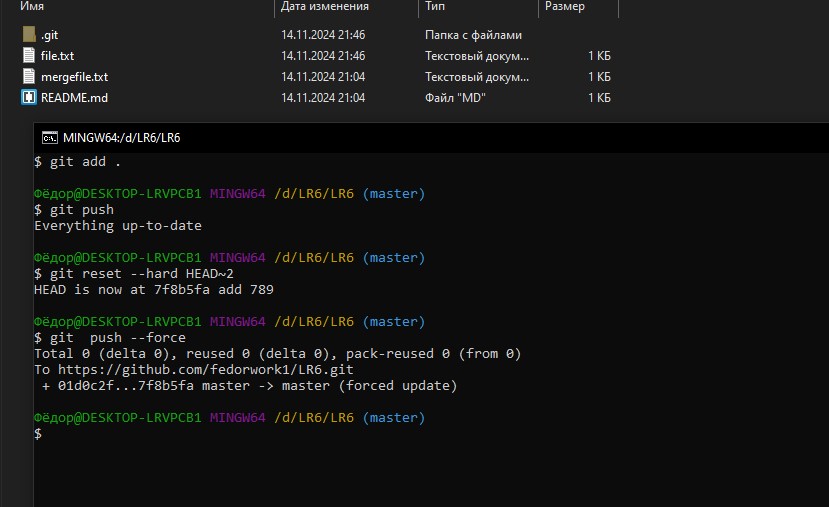 Имя Дата изменения Тип Размер
.git 14.11.2024 21:46 Папка с файлами
file.txt 14.11.2024 21:46 Текстовый докум... 1 КБ
mergefile.txt 14.11.2024 21:04 Текстовый докум... 1 КБ
README.md 14.11.2024 21:04 Файл "MD" 1 КБ
MINGW64:/d/LR6/LR6
$ git add .
Фёдор@DESKTOP-LRVPCB1 MINGW64 /d/LR6/LR6 (master)
$ git push
Everything up-to-date
Фёдор@DESKTOP-LRVPCB1 MINGW64 /d/LR6/LR6 (master)
$ git reset --hard HEAD~2
HEAD is now at 7f8b5fa add 789
Фёдор@DESKTOP-LRVPCB1 MINGW64 /d/LR6/LR6 (master)
$ git  push --force
Total 0 (delta 0), reused 0 (delta 0), pack-reused 0 (from 0)
To https://github.com/fedorwork1/LR6.git
 + 01d0c2f...7f8b5fa master -> master (forced update)
Фёдор@DESKTOP-LRVPCB1 MINGW64 /d/LR6/LR6 (master)
$